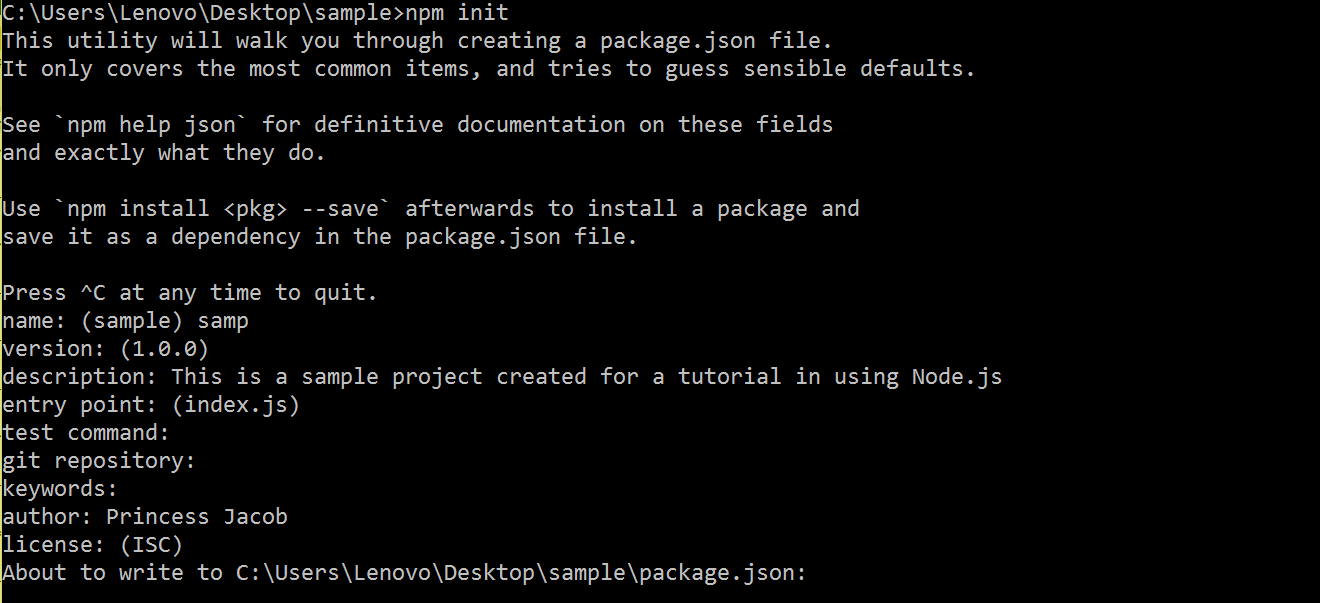 C:\Users\Lenovo\Desktop\sample>npm init
This utility will walk you through creating a package.json file.
It only covers the most common items, and tries to guess sensible defaults.
See `npm help json` for definitive documentation on these fields
and exactly what they do.
Use `npm install <pkg> --save` afterwards to install a package and
save it as a dependency in the package.json file.
Press ^C at any time to quit.
name: (sample) samp
version: (1.0.0)
description: This is a sample project created for a tutorial in using Node.js
entry point: (index.js)
test command:
git repository:
keywords:
author: Princess Jacob
license: (ISC)
About to write to C:\Users\Lenovo\Desktop\sample\package.json: